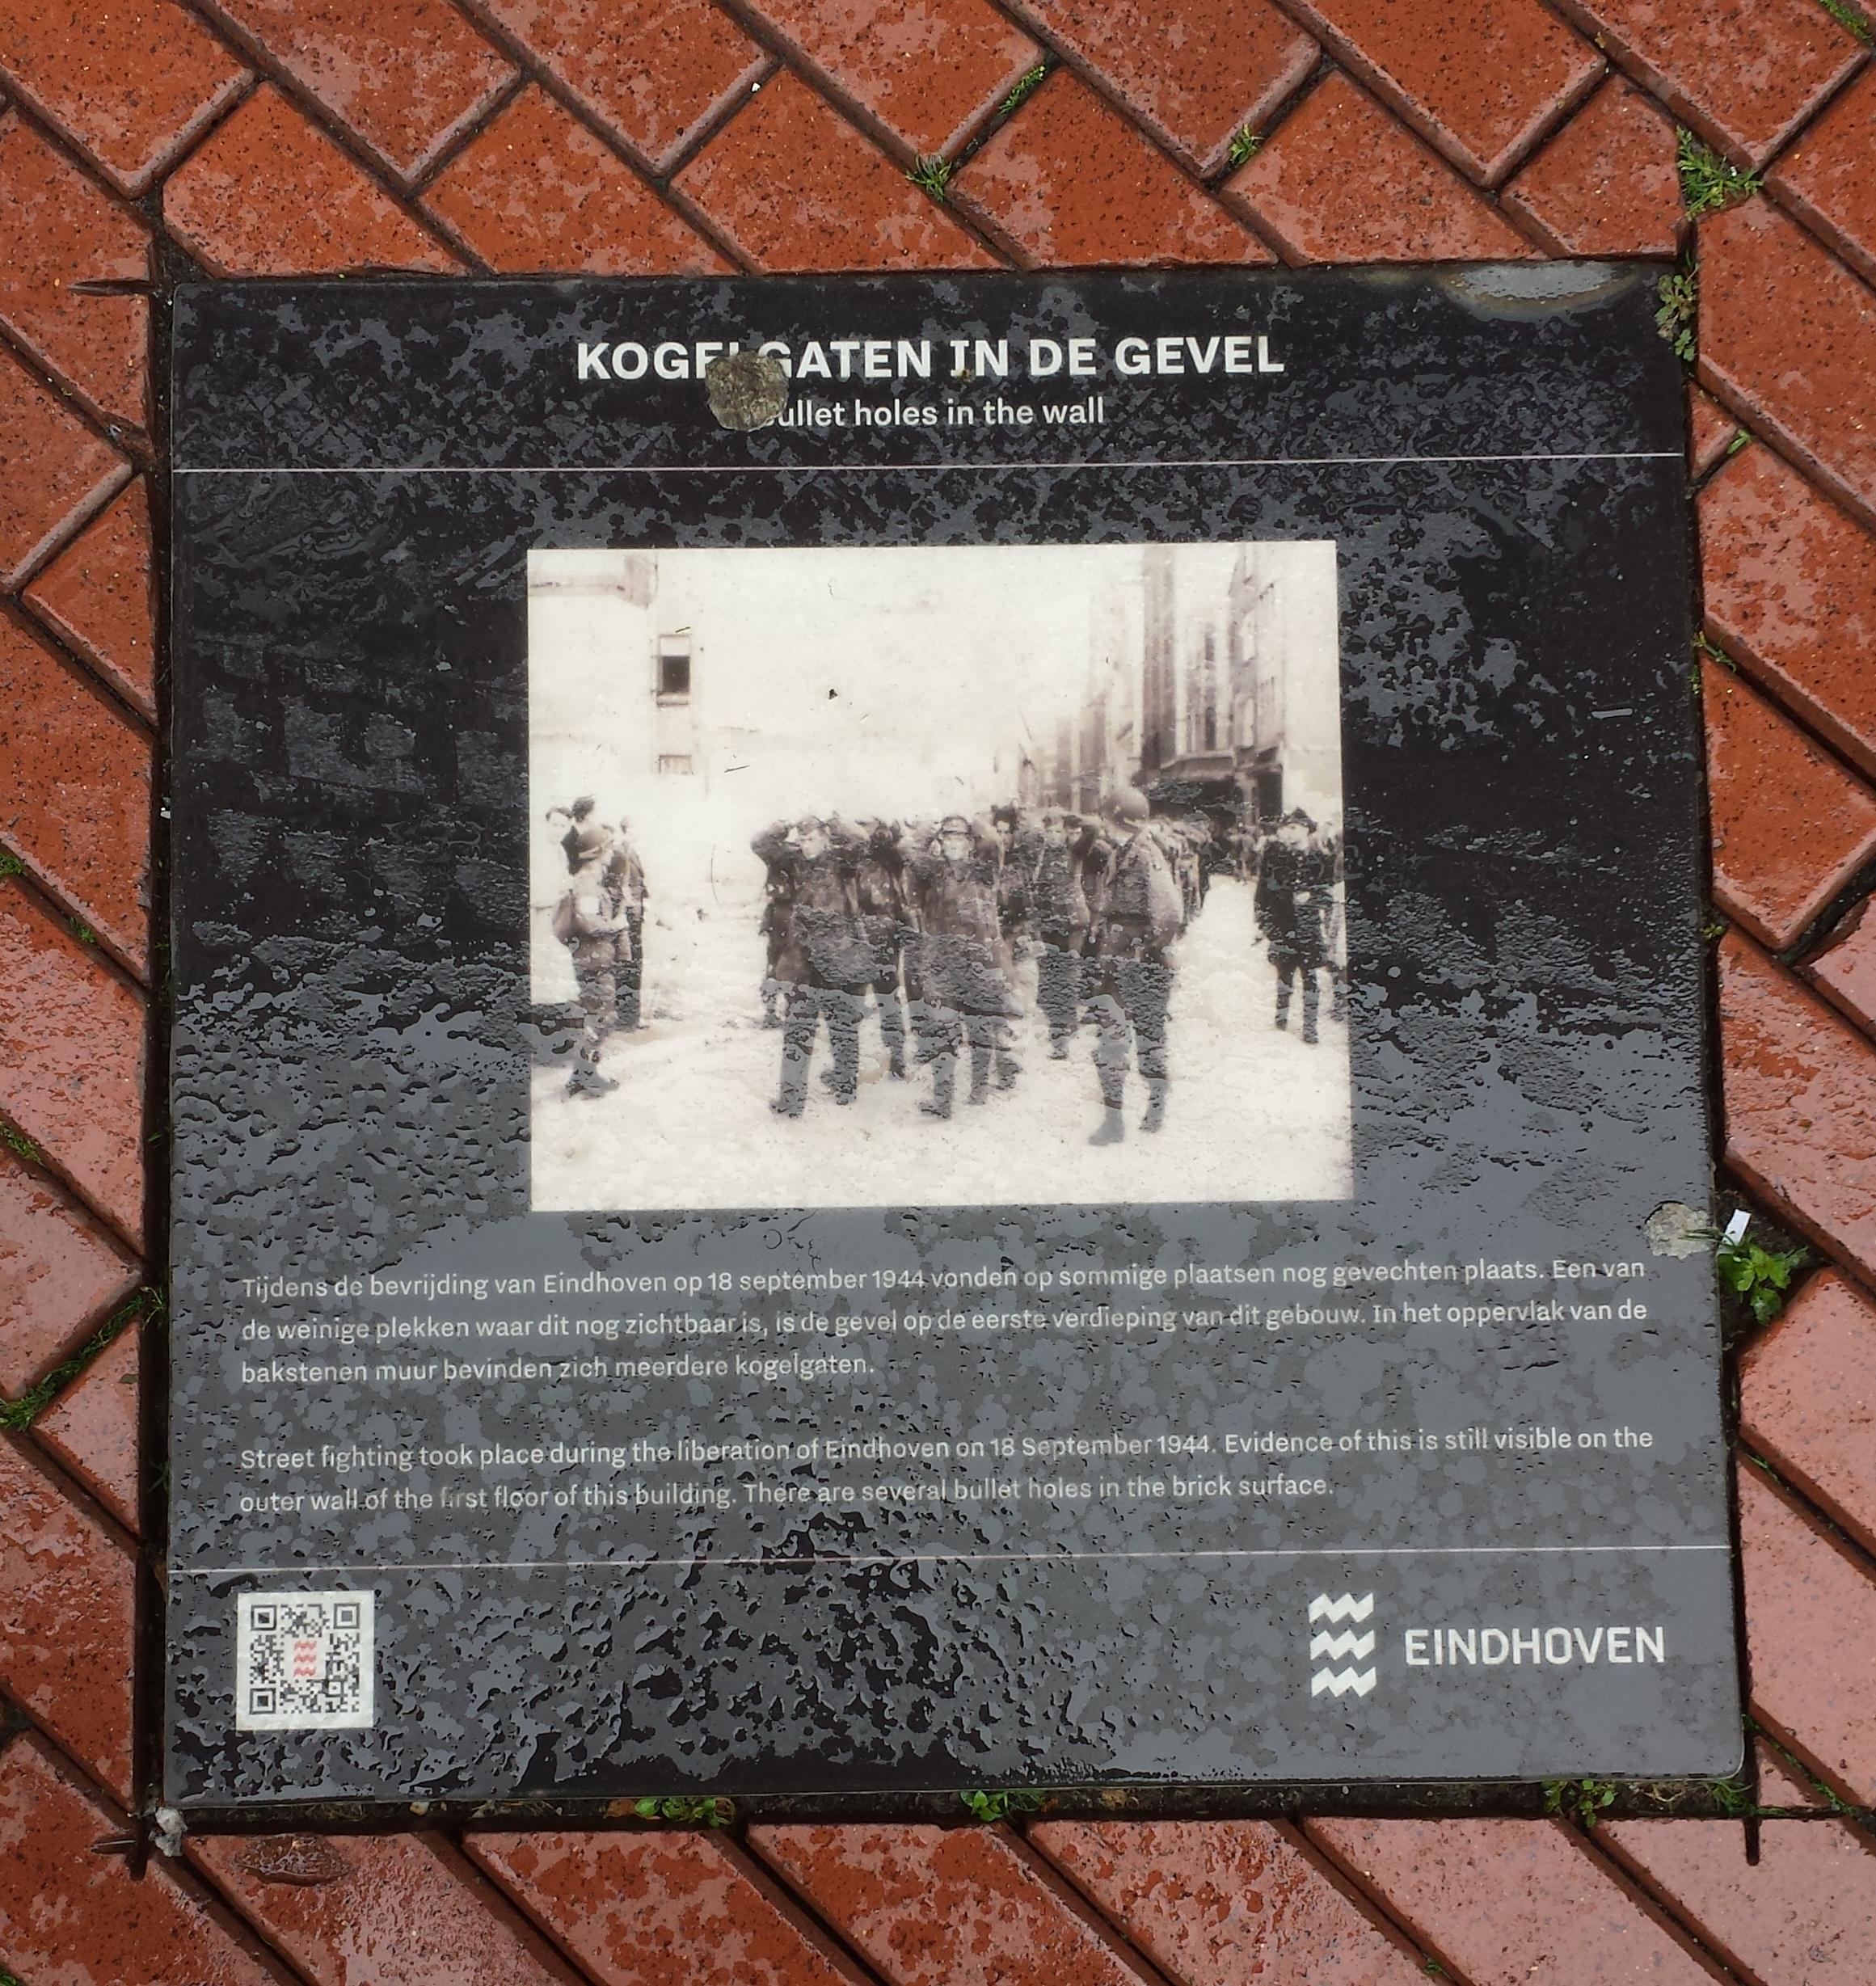 KOGELGATEN IN DE GEVEL
bullet holes in the wall
Tijdens de bevrijding van Eindhoven op 18 september 1944 vonden op sommige plaatsen nog gevechten plaats. Een van
de weinige plekken waar dit nog zichtbaar is, is de gevel op de eerste verdieping van dit gebouw. In het oppervlak van de
bakstenen muur bevinden zich meerdere kogelgaten.
Street fighting took place during the liberation of Eindhoven on 18 September 1944. Evidence of this is still visible on the
outer wall of the first floor of this building. There are several bullet holes in the brick surface.
EINDHOVEN